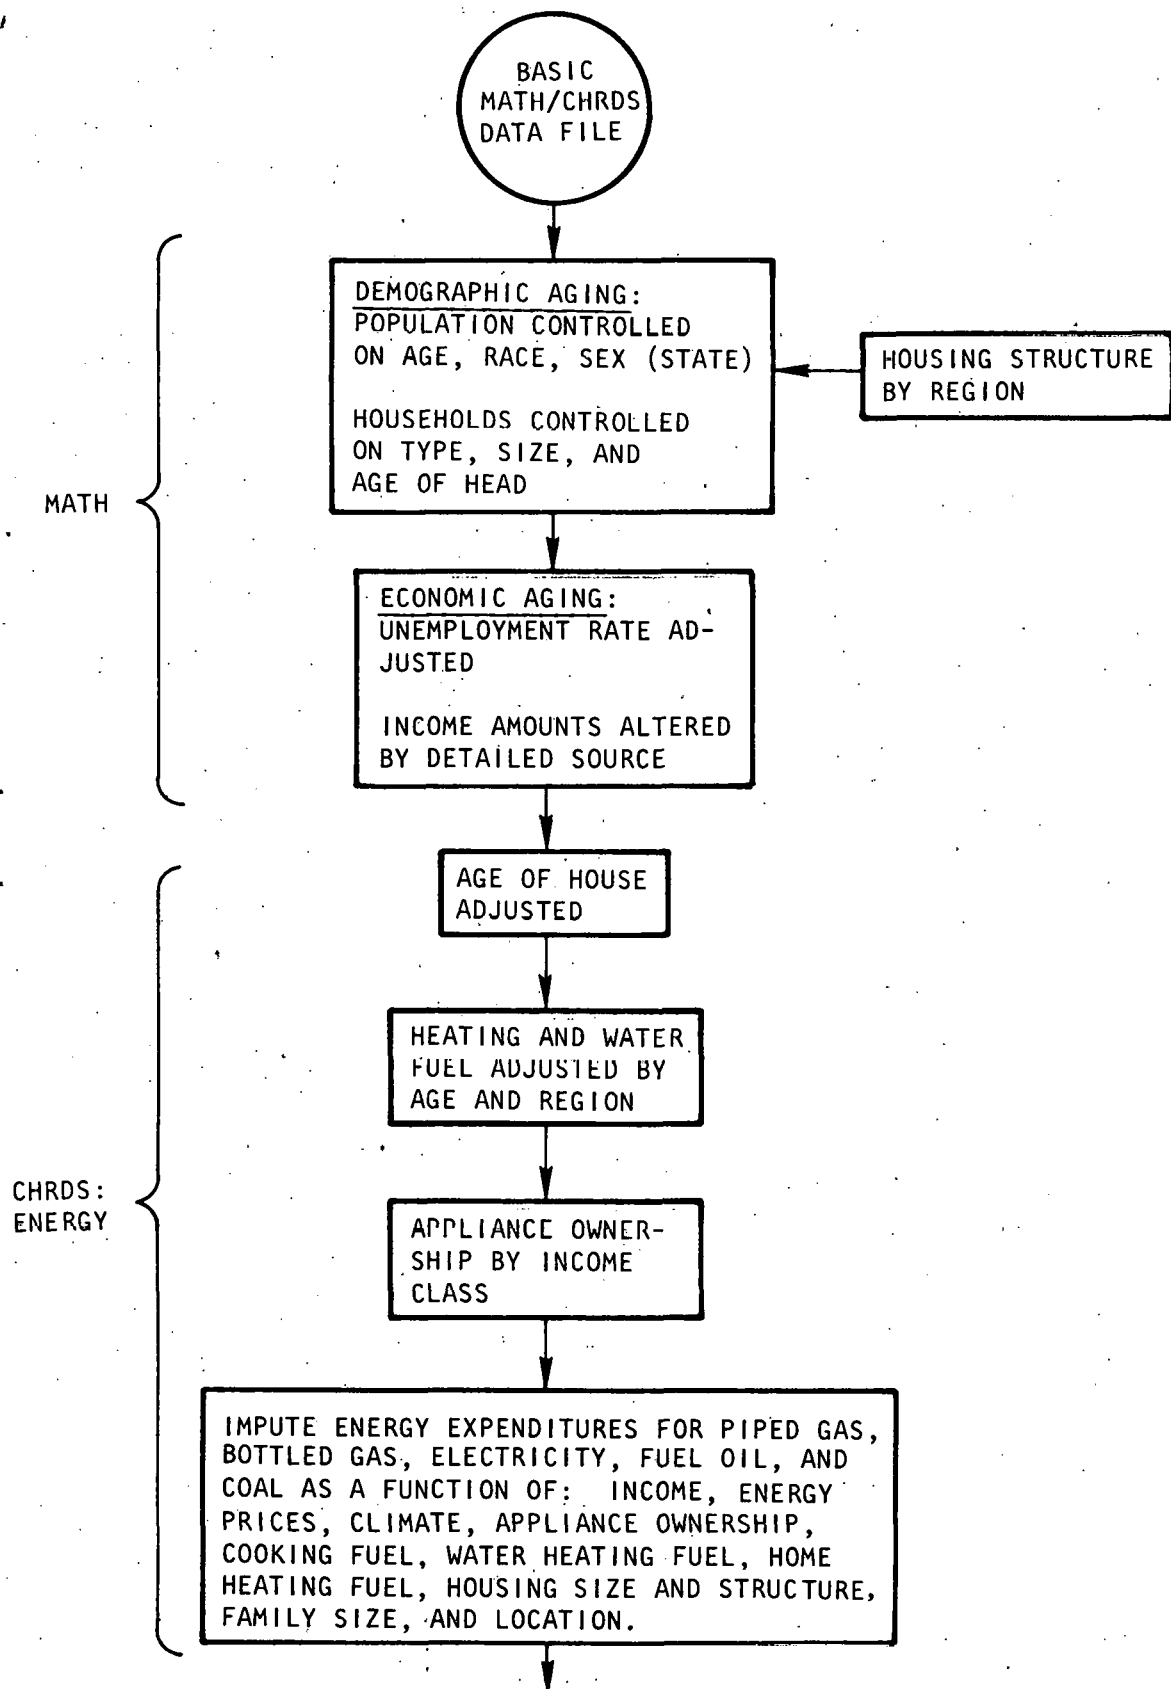 BASIC
MATH/CHRDS
DATA FILE
DEMOGRAPHIC AGING:
POPULATION CONTROLLED
ON AGE, RACE, SEX (STATE)
HOUSEHOLDS CONTROLLED
ON TYPE, SIZE, AND
AGE OF HEAD
HOUSING STRUCTURE
BY REGION
MATH
ECONOMIC AGING:
UNEMPLOYMENT RATE AD-
JUSTED
INCOME AMOUNTS ALTERED
BY DETAILED SOURCE
AGE OF HOUSE
ADJUSTED
HEATING AND WATER
FUEL ADJUSTED BY
AGE AND REGION
CHRDS:
ENERGY
APPLIANCE OWNER-
SHIP BY INCOME
CLASS
IMPUTE ENERGY EXPENDITURES FOR PIPED GAS,
BOTTLED GAS, ELECTRICITY, FUEL OIL, AND
COAL AS A FUNCTION OF: INCOME, ENERGY
PRICES, CLIMATE, APPLIANCE OWNERSHIP,
COOKING FUEL, WATER HEATING FUEL, HOME
HEATING FUEL, HOUSING SIZE AND STRUCTURE,
FAMILY SIZE, AND LOCATION.